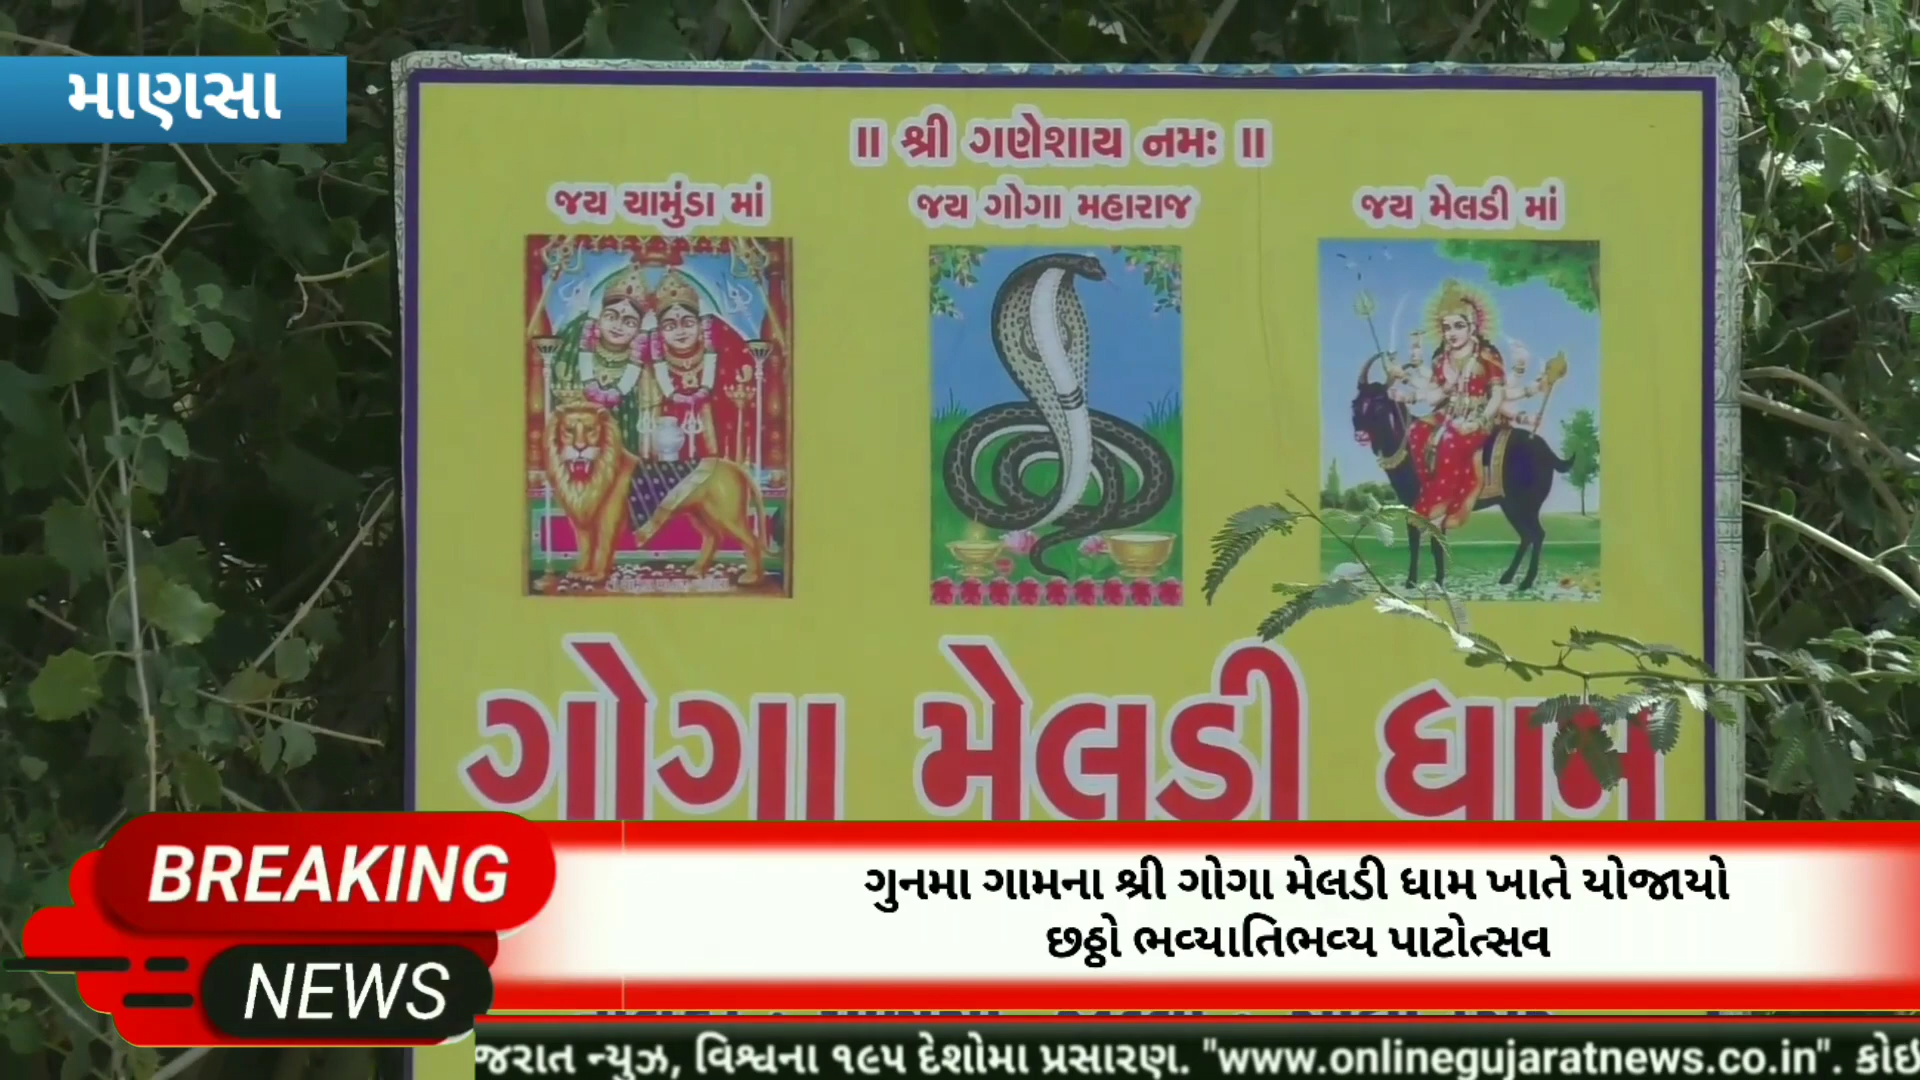 માણસા
॥ શ્રી ગણેશાય નમઃ ॥
જય ચામુંડા માં
જય ગોગા મહારાજ
જય મેલડી માં
ગોગા મેલડી ધામ
BREAKING
NEWS
ગુનમા ગામના શ્રી ગોગા મેલડી ધામ ખાતે યોજાયો
છઠ્ઠો ભવ્યાતિભવ્ય પાટોત્સવ
જરાત ન્યુઝ, વિશ્વના ૧૯૫ દેશોમા પ્રસારણ. "www.onlinegujaratnews.co.in". કોઇ